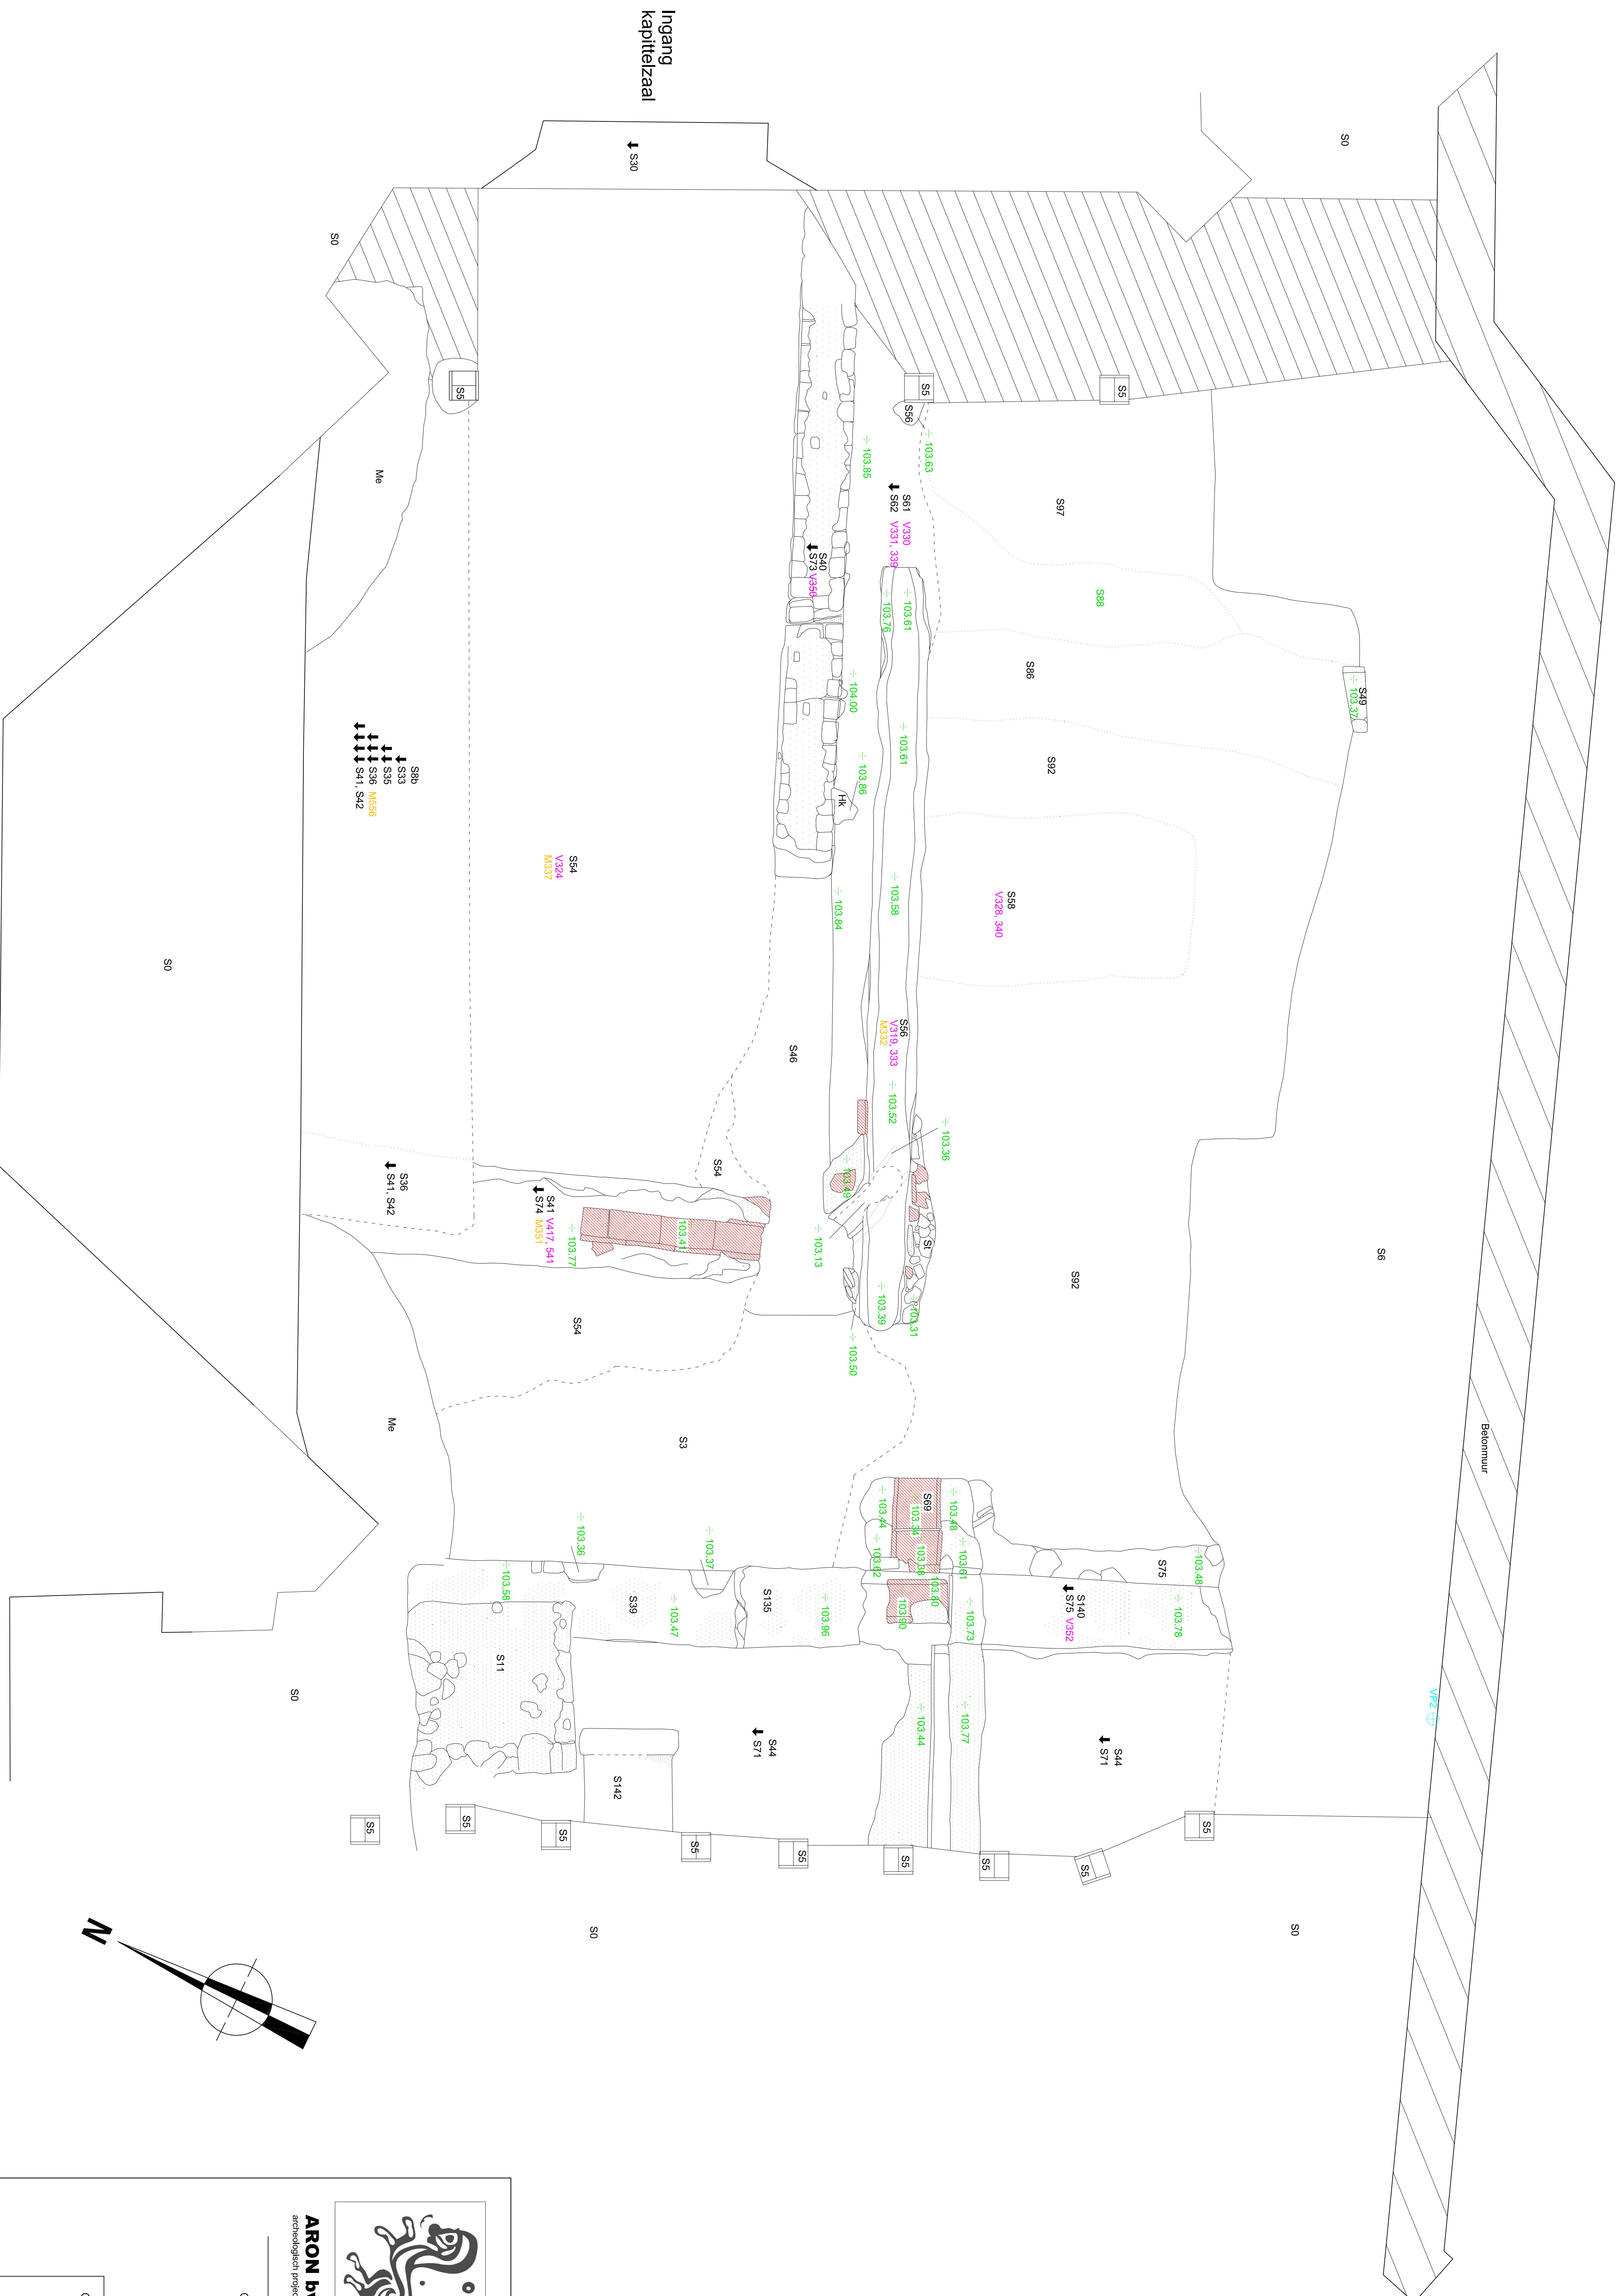 Betonmuur
VP2
S6
S49
103.37
S0
S0
103.48
S75
103.78
S5
S5
S44
S71
S88
S5
S92
S140
S75 V352
S5
S97
S92
S86
S58
V328, 340
S5
103.48
103.61
103.73
103.77
103.36
103.63
S5
S69
103.34
103.38
103.80
103.44
St
103.31
S56
S61 V330
S62 V331, 339
103.61
103.61
103.76
103.58
S56
V319, 333
M332
103.52
103.39
103.44
103.62
103.90
S5
103.85
103.86
104.00
103.49
103.50
Hk
103.84
S40
S73 V350
103.13
103.96
S46
S5
S135
S44
S71
S54
103.37
103.41
S3
103.47
S5
Ingang
kapittelzaal
S30
S39
S142
S0
S54
V324
M337
103.77
S54
103.36
S41 V417, 541
S74 M351
S5
103.58
S11
S5
S5
S8b
S33
S35
S36 M556
S41, S42
S36
S41, S42
Me
Me
S5
S0
S0
S0
N
ARON bv